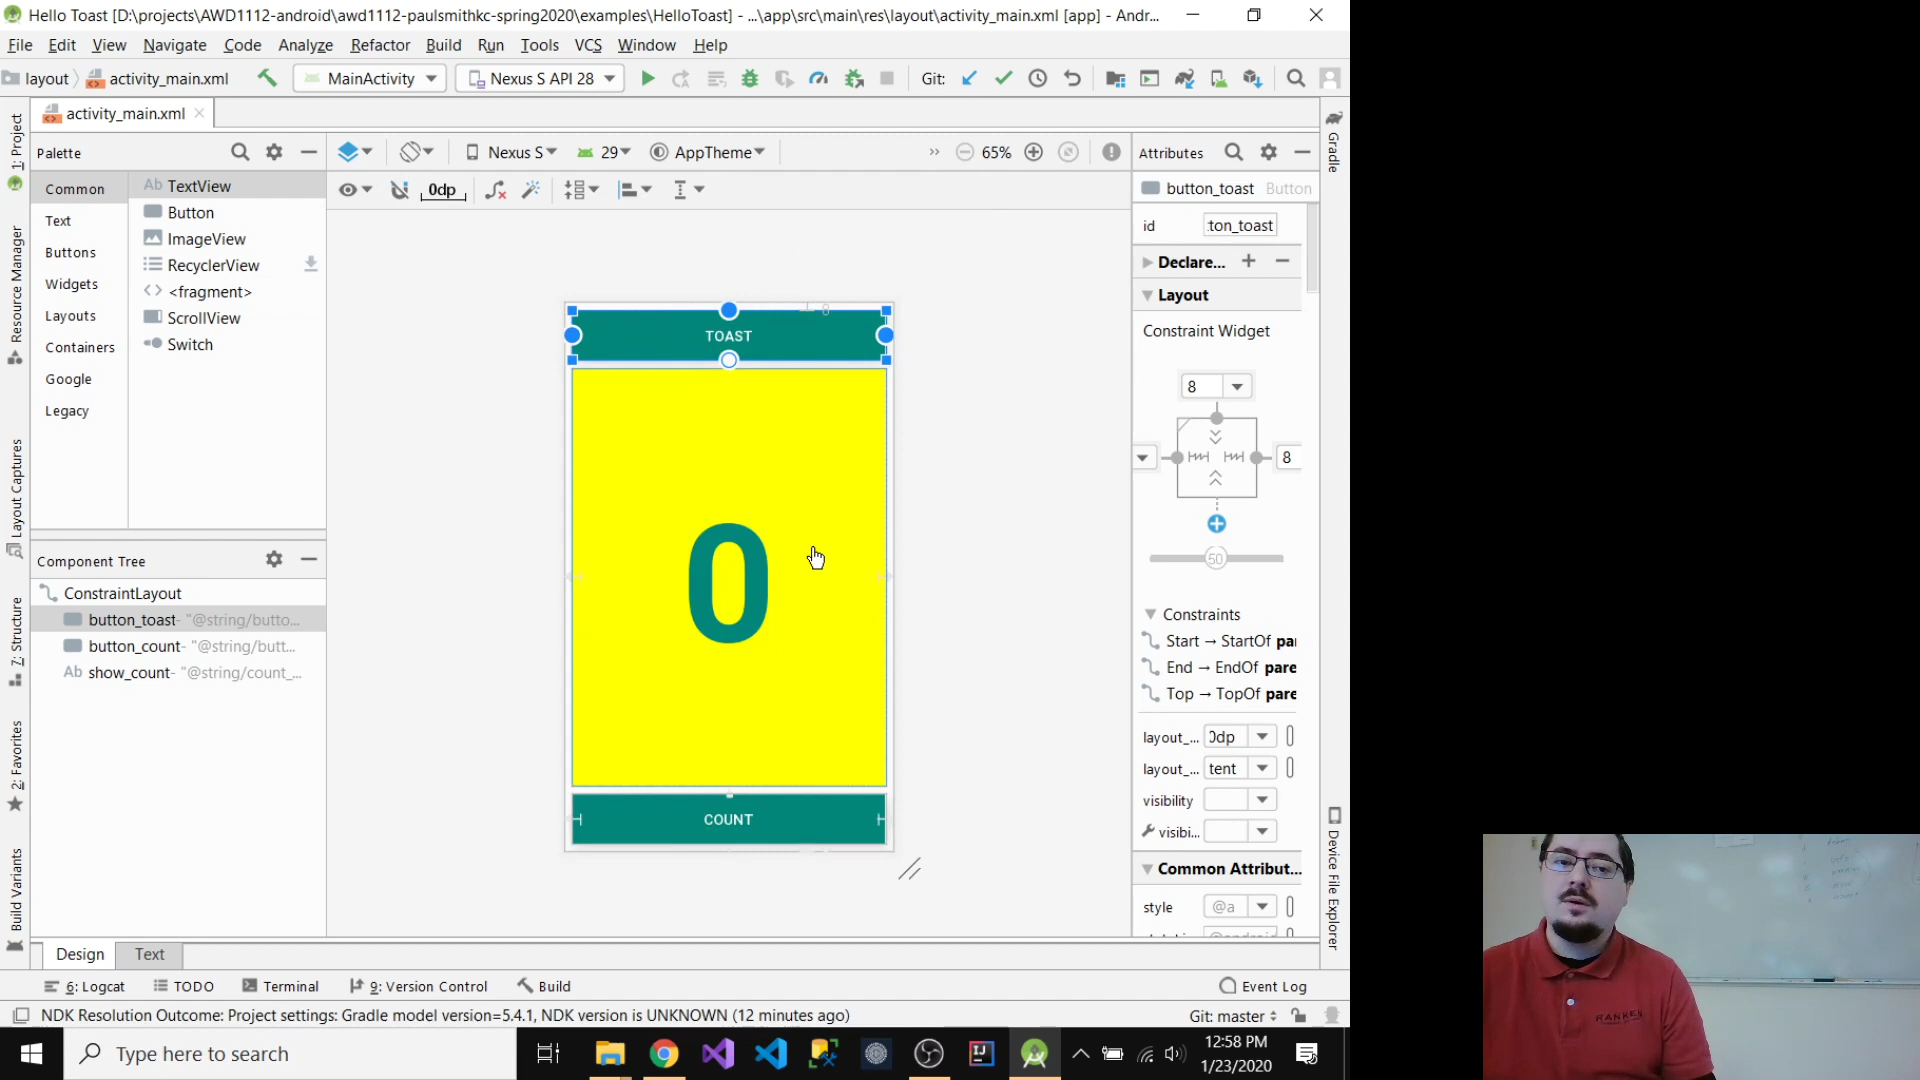 Hello Toast [D:\projects\AWD1112-android\awd1112-paulsmithkc-spring2020\examples\HelloToast] - ...\app\src\main\res\layout\activity_main.xml [app] - Andr...
File Edit View Navigate Code Analyze Refactor Build Run Tools VCS Window Help
layout activity_main.xml MainActivity Nexus S API 28 Git:
activity_main.xml
Palette
Common
Text
Buttons
Widgets
Layouts
Containers
Google
Legacy
Ab TextView
Button
ImageView
RecyclerView
<fragment>
ScrollView
Switch
Nexus S 29 AppTheme 65%
0dp
Component Tree
ConstraintLayout
button_toast- "@string/butto...
button_count- "@string/butt...
Ab show_count- "@string/count_...
8
TOAST
0
COUNT
Attributes
button_toast Button
id :ton_toast
Declare...
Layout
Constraint Widget
8
8
50
Constraints
Start → StartOf pa
End → EndOf pare
Top → TopOf pare
layout_... 0dp
layout_... tent
visibility
visibi...
Common Attribut...
style @a
1: Project
Resource Manager
Layout Captures
7: Structure
2: Favorites
Build Variants
Gradle
Device File Explorer
Design Text
6: Logcat TODO Terminal 9: Version Control Build Event Log
NDK Resolution Outcome: Project settings: Gradle model version=5.4.1, NDK version is UNKNOWN (12 minutes ago) Git: master
Type here to search
12:58 PM
1/23/2020
RANKEN